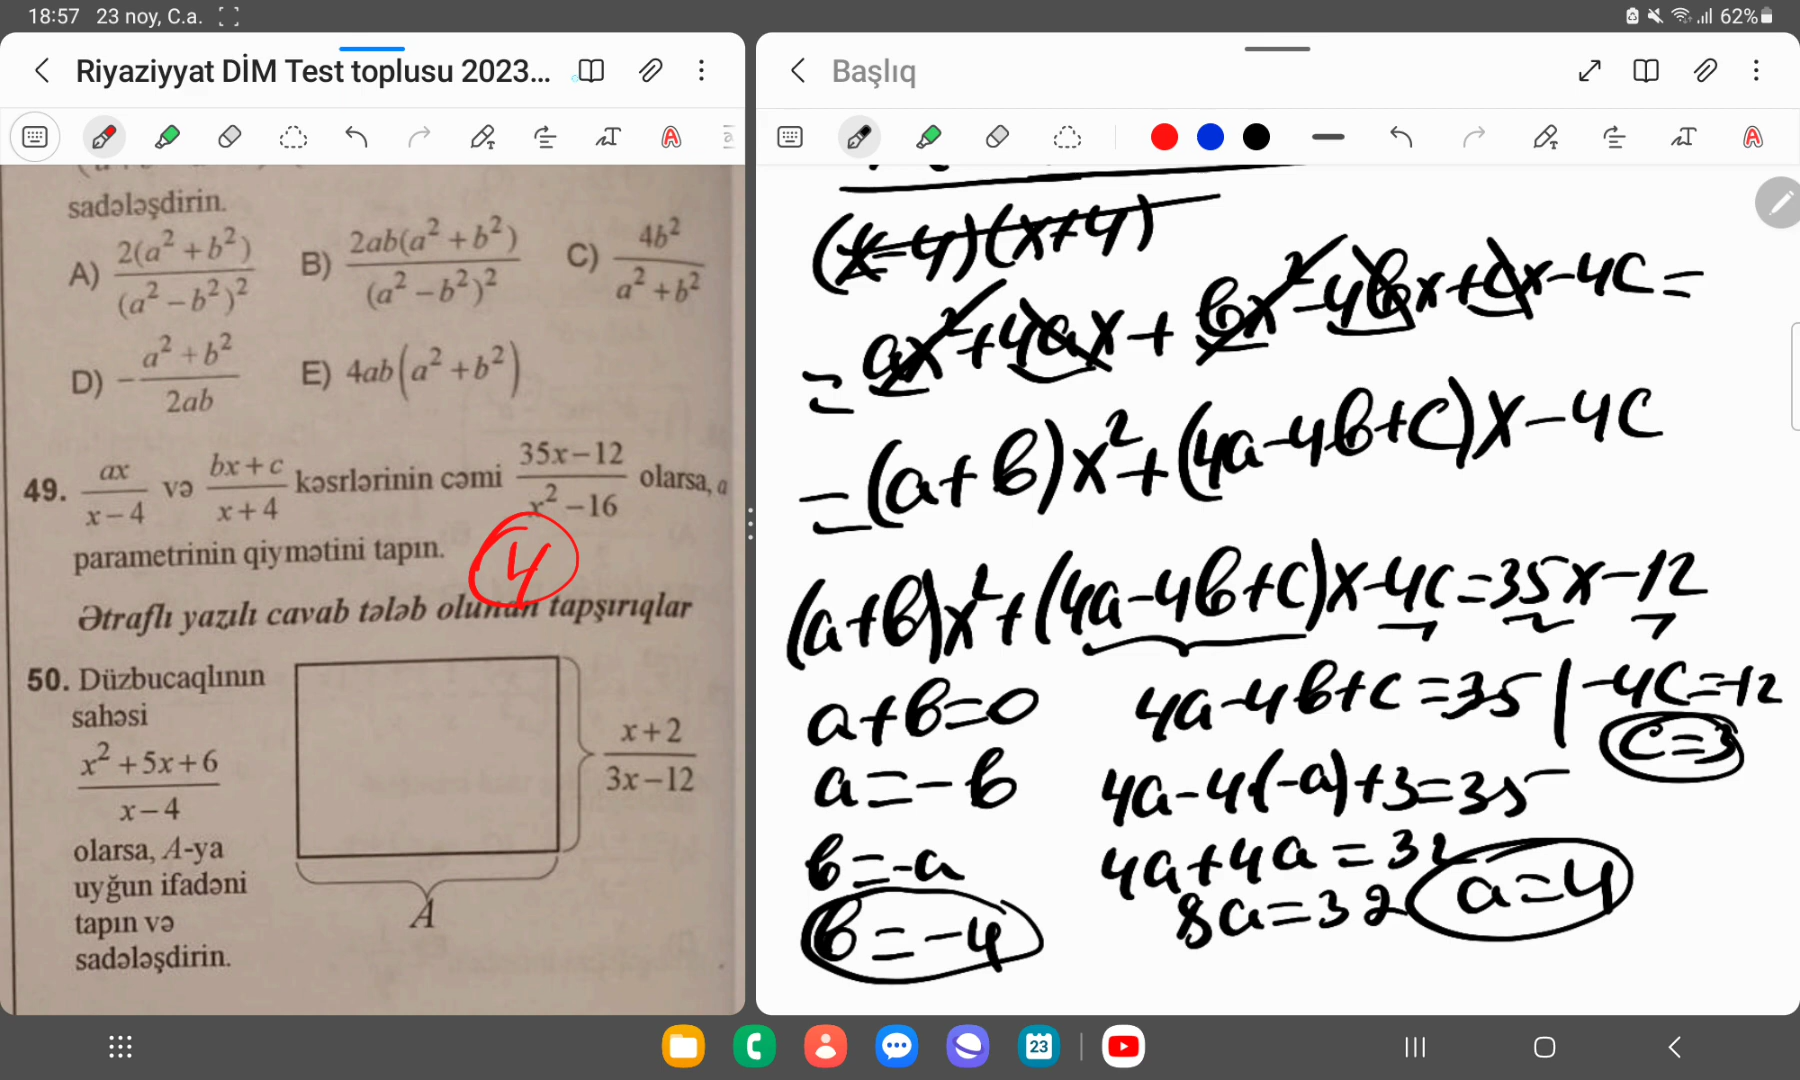 18:57 23 noy, C.a. 62%
Riyaziyyat DİM Test toplusu 2023...
sadələşdirin.
A) 2(a² + b²) / (a² – b²)² B) 2ab(a² + b²) / (a² – b²)² C) 4b² / a² + b²
D) – a² + b² / 2ab E) 4ab(a² + b²)
49. ax / x – 4 və bx + c / x + 4 kəsrlərinin cəmi 35x – 12 / x² – 16 olarsa, a
parametrinin qiymətini tapın.
4
Ətraflı yazılı cavab tələb olunan tapşırıqlar
50. Düzbucaqlının
sahəsi
x² + 5x + 6 / x – 4
olarsa, A-ya
uyğun ifadəni
tapın və
sadələşdirin.
x + 2 / 3x – 12
A
Başlıq
(x-4)(x+4)
= ax²+4ax+bx²-4bx+cx-4c=
=(a+b)x²+(4a-4b+c)x-4c
(a+b)x²+(4a-4b+c)x-4c=35x-12
a+b=0 4a-4b+c=35 | -4c=-12
a=-b c=3
4a-4(-a)+3=35
b=-a 4a+4a=32
b=-4 8a=32 a=4
23